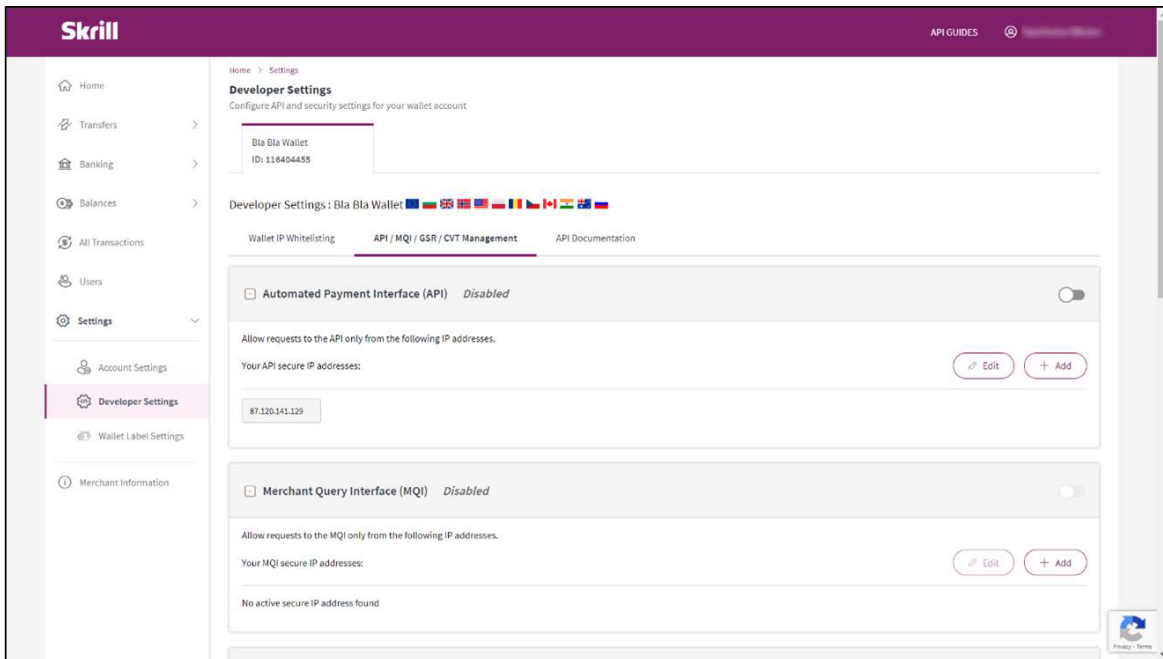 Skrill
API GUIDES
Home
Transfers
Banking
Balances
All Transactions
Users
Settings
Account Settings
Developer Settings
Wallet Label Settings
Merchant Information
Home > Settings
Developer Settings
Configure API and security settings for your wallet account
Bla Bla Wallet
ID: 116404455
Developer Settings : Bla Bla Wallet
Wallet IP Whitelisting
API / MQI / GSR / CVT Management
API Documentation
Automated Payment Interface (API) Disabled
Allow requests to the API only from the following IP addresses.
Your API secure IP addresses:
Edit
+ Add
87.120.141.129
Merchant Query Interface (MQI) Disabled
Allow requests to the MQI only from the following IP addresses.
Your MQI secure IP addresses:
Edit
+ Add
No active secure IP address found
Privacy - Terms